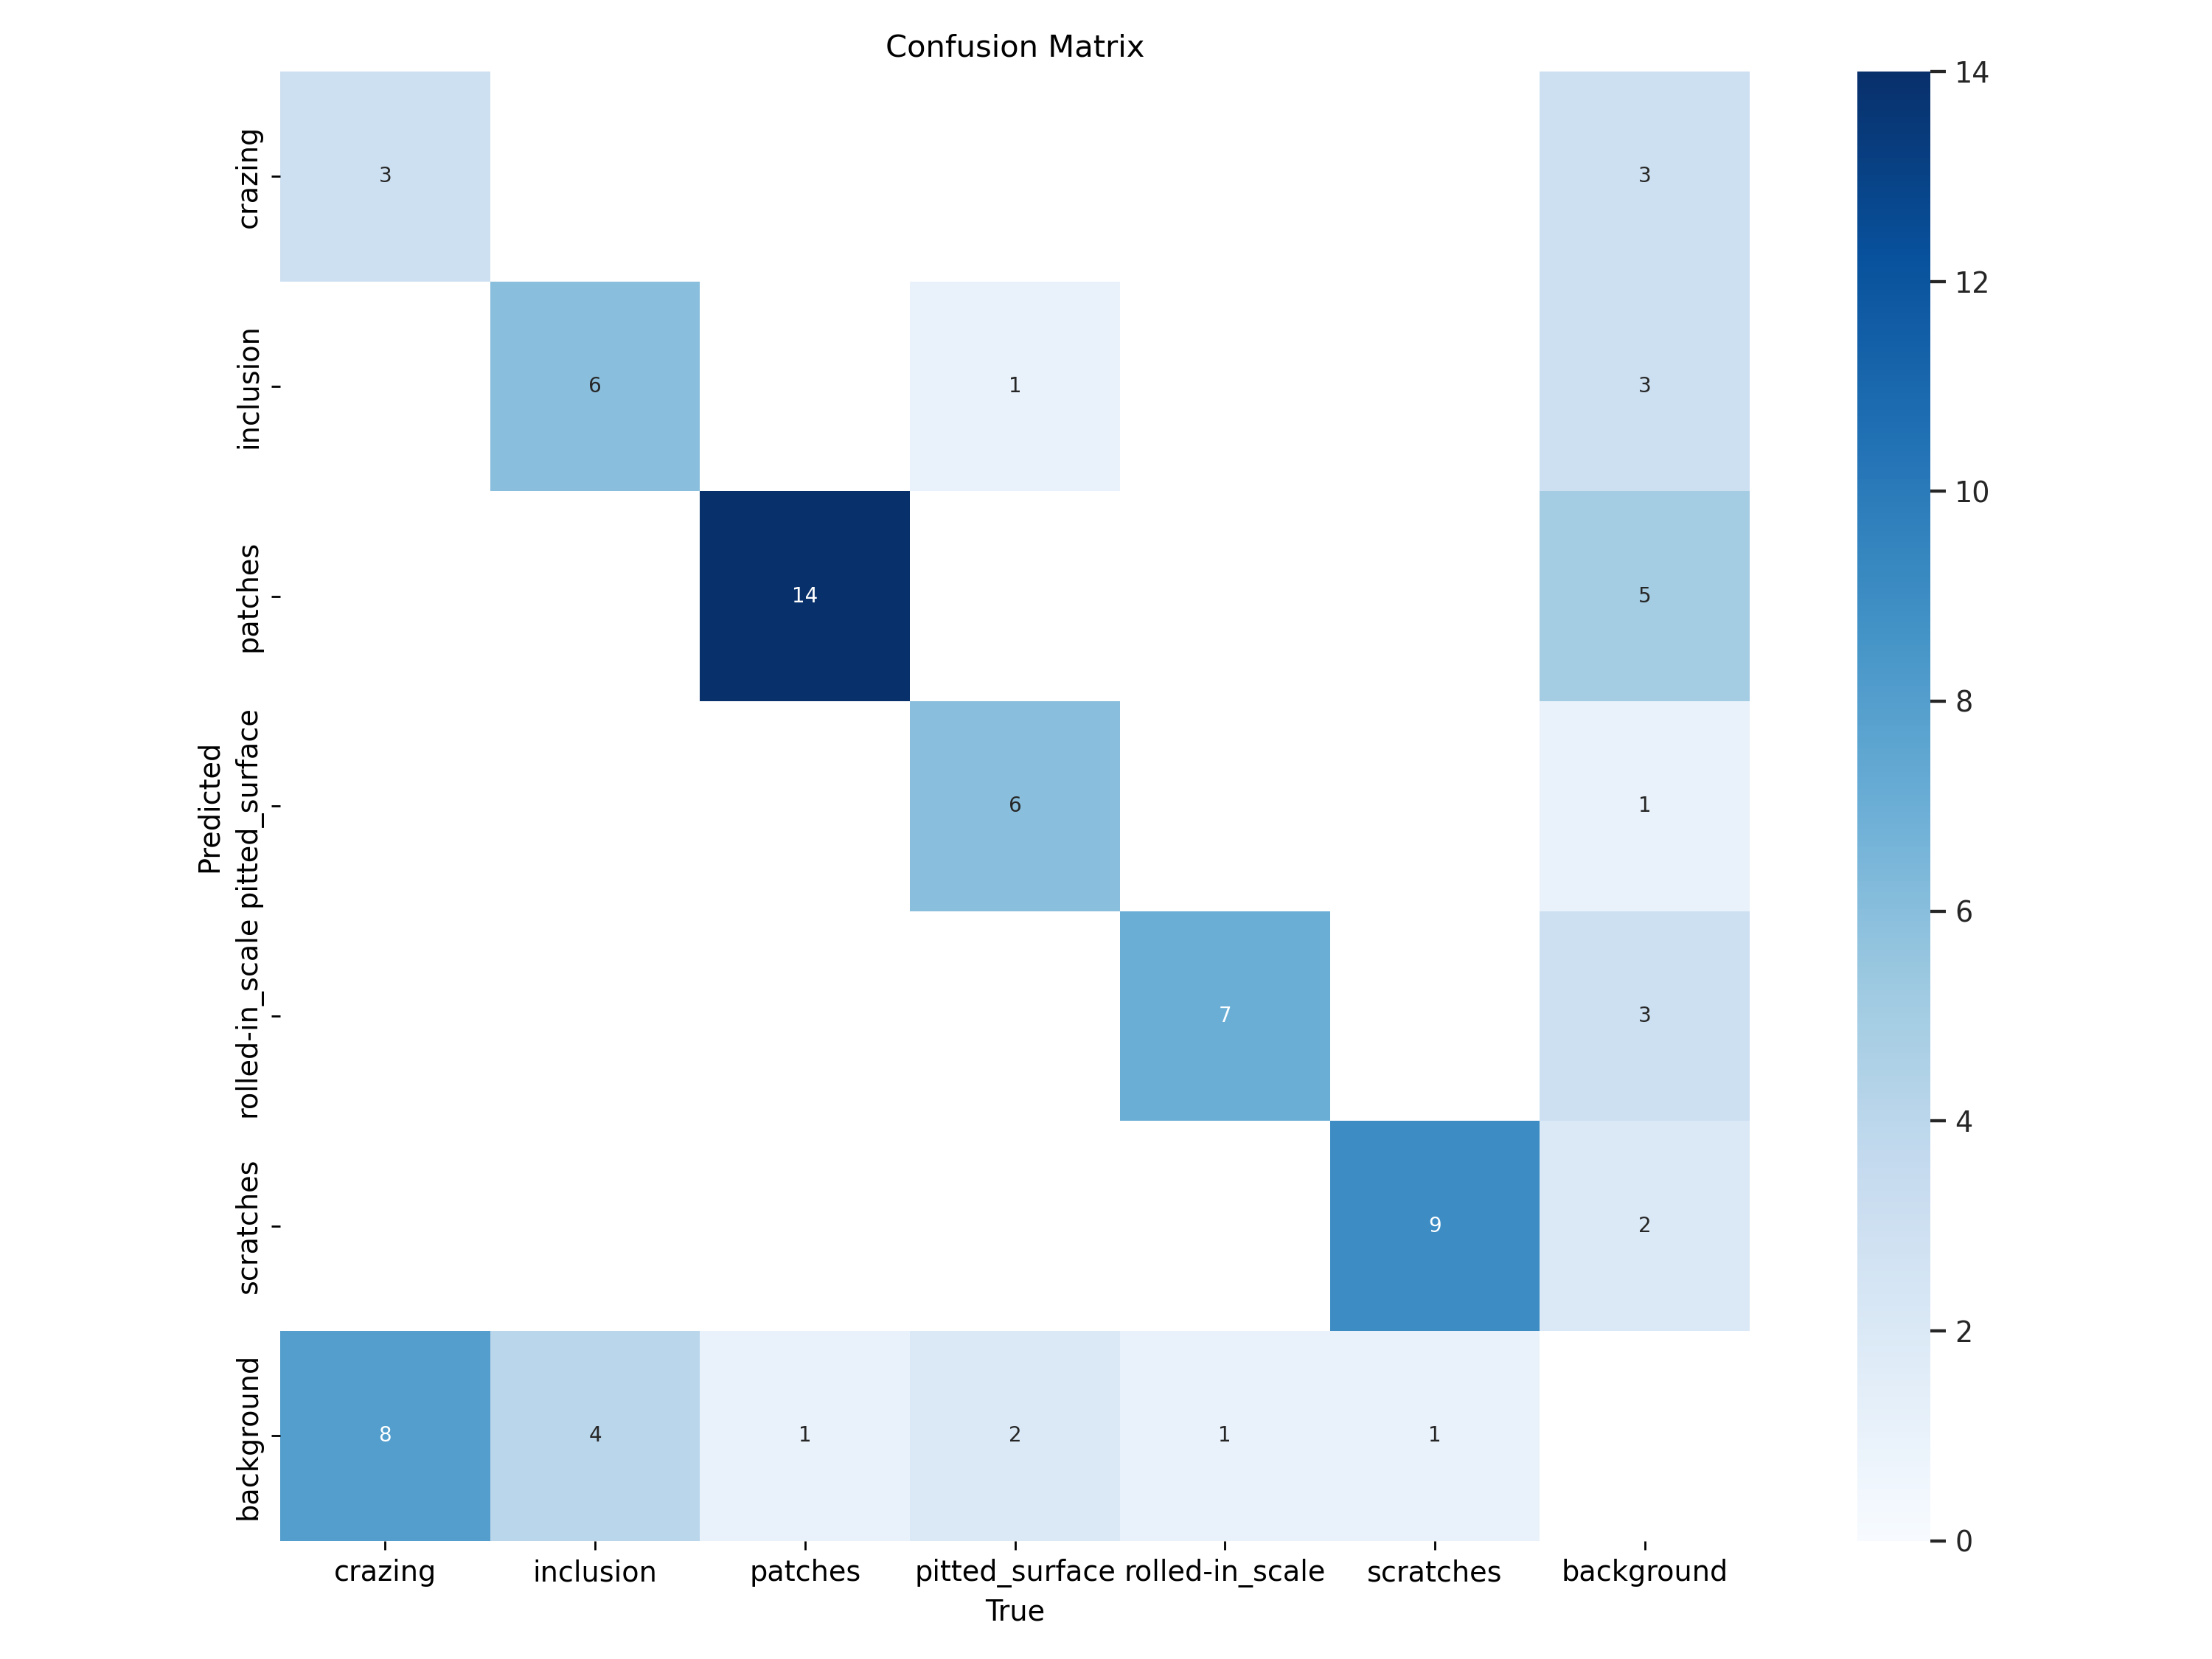 Confusion Matrix
crazing
inclusion
patches
pitted_surface
rolled-in_scale
scratches
background
Predicted
3 3
6 1 3
14 5
6 1
7 3
9 2
8 4 1 2 1 1
crazing inclusion patches pitted_surface rolled-in_scale scratches background
True
14
12
10
8
6
4
2
0